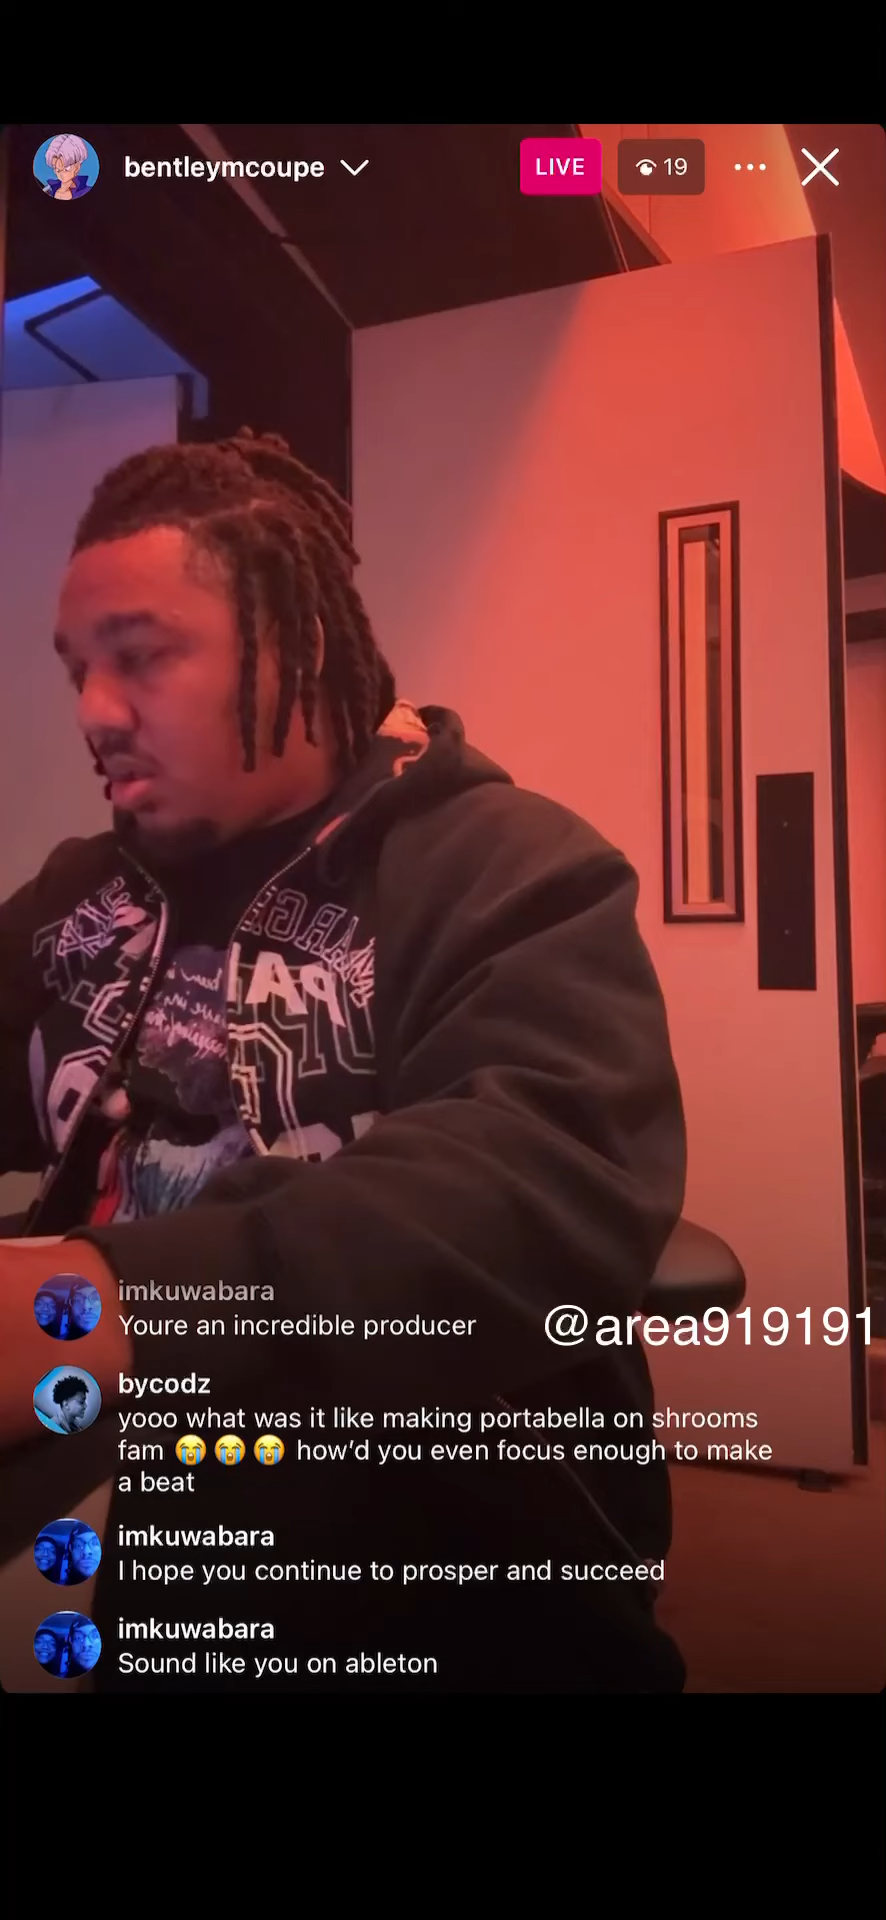 bentleymcoupe
LIVE
19
imkuwabara
Youre an incredible producer
@area919191
bycodz
yooo what was it like making portabella on shrooms
fam 😭😭😭 how'd you even focus enough to make
a beat
imkuwabara
I hope you continue to prosper and succeed
imkuwabara
Sound like you on ableton